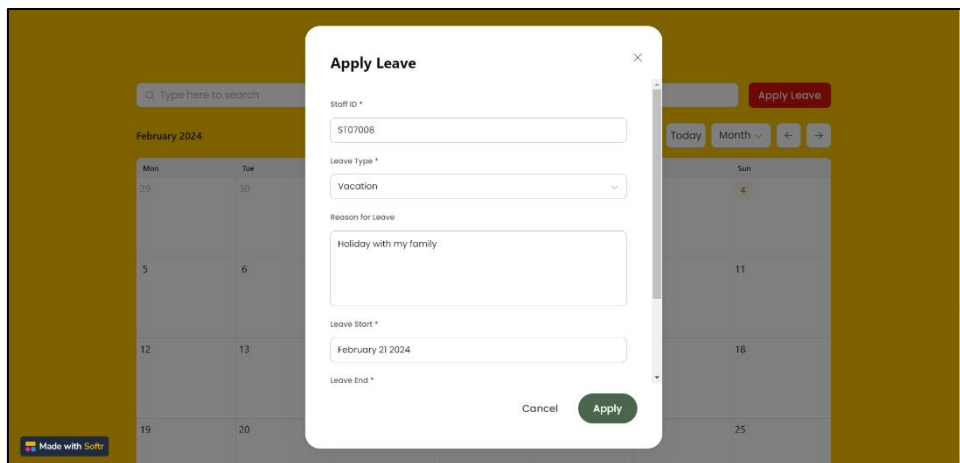 Apply Leave
Type here to search
Apply Leave
Staff ID *
ST07008
February 2024
Today
Month
Leave Type *
Mon
Tue
Sun
Vacation
29
30
4
Reason for Leave
Holiday with my family
5
6
11
Leave Start *
February 21 2024
12
13
18
Leave End *
Cancel
Apply
19
20
25
Made with Softr